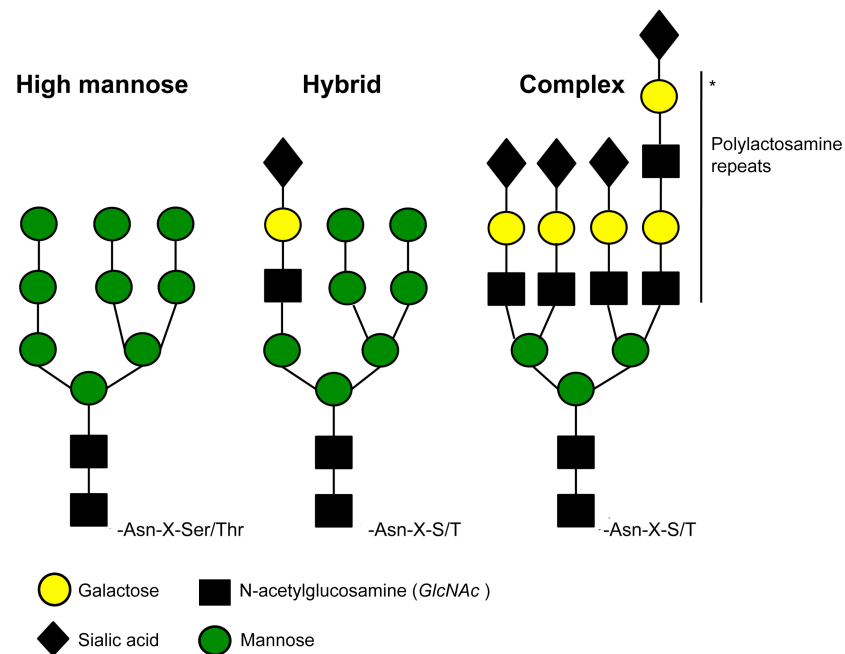 High mannose
Hybrid
Complex
*
Polylactosamine
repeats
-Asn-X-Ser/Thr
-Asn-X-S/T
-Asn-X-S/T
Galactose
N-acetylglucosamine (GlcNAc )
Sialic acid
Mannose